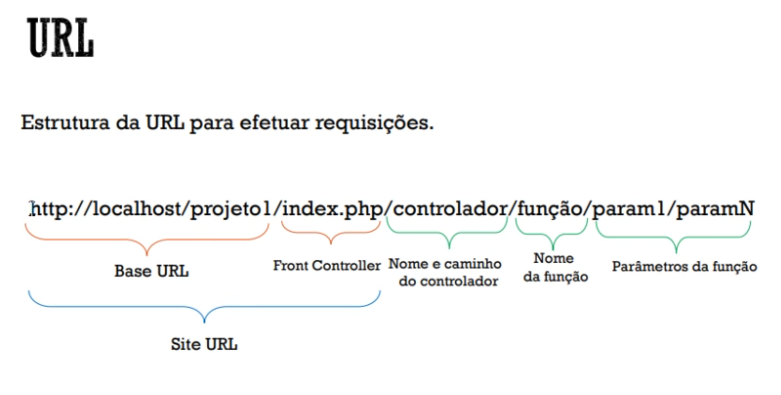 URL
Estrutura da URL para efetuar requisições.
http://localhost/projeto1/index.php/controlador/função/param1/paramN
Base URL
Front Controller
Nome e caminho
do controlador
Nome
da função
Parâmetros da função
Site URL